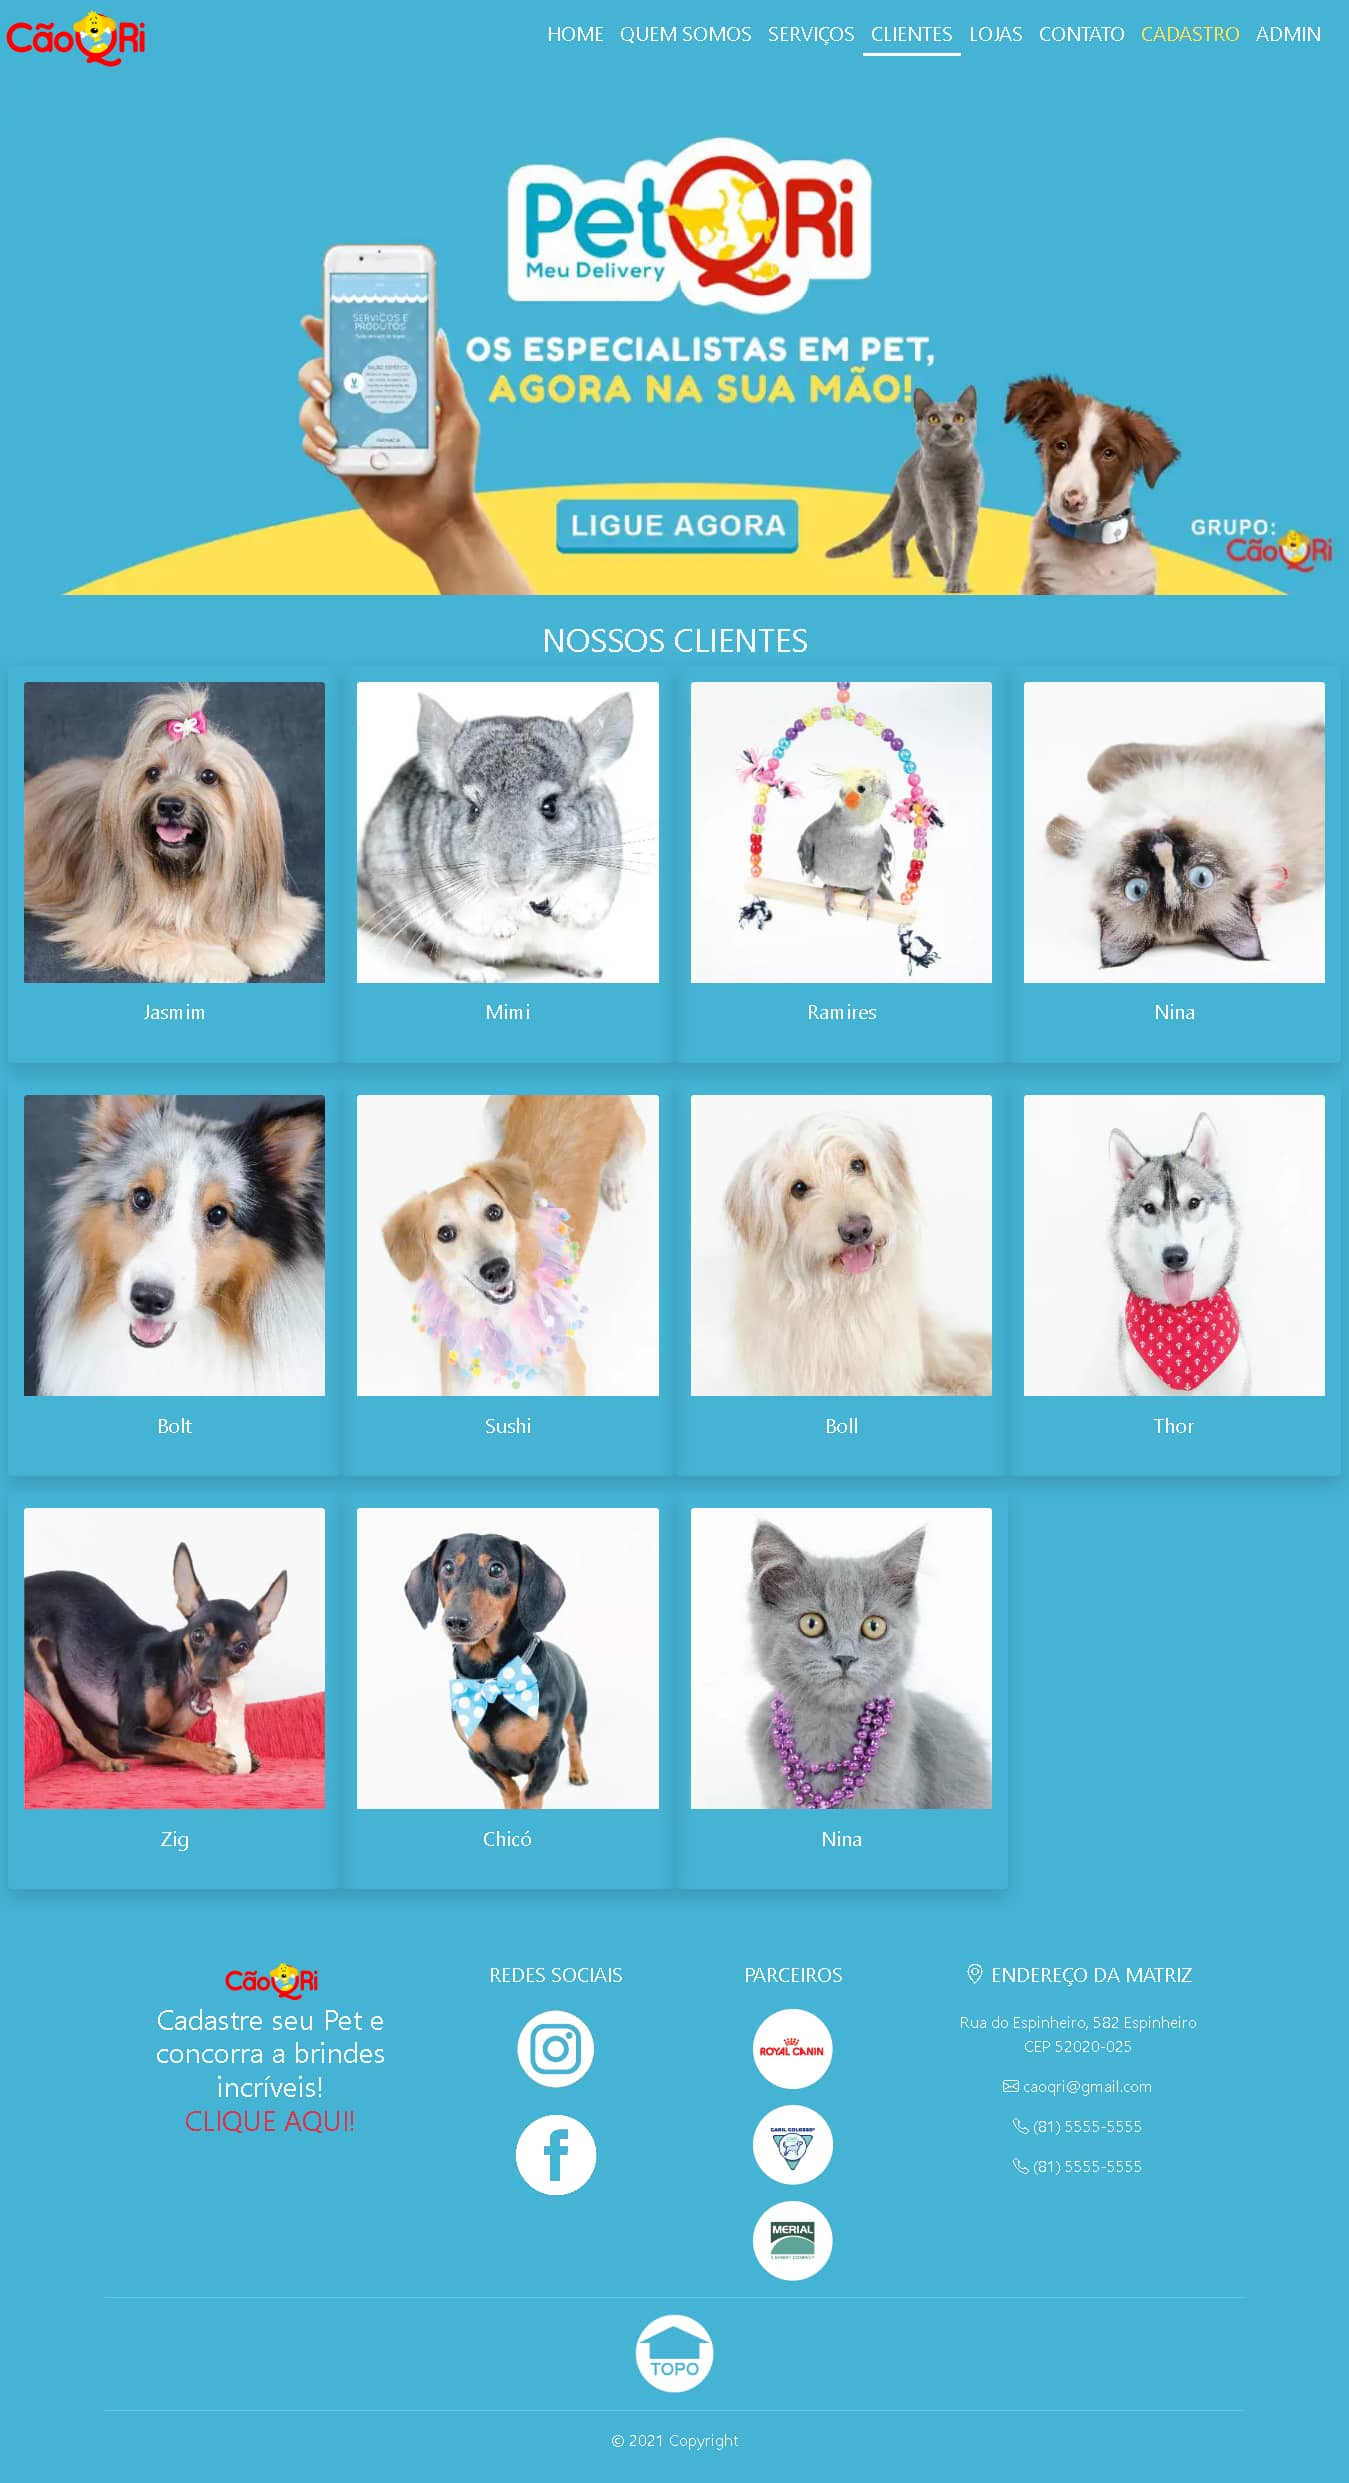 CãoQRi
HOME QUEM SOMOS SERVIÇOS CLIENTES LOJAS CONTATO CADASTRO ADMIN
PetQRi
Meu Delivery
SERVIÇOS E
PRODUTOS
OS ESPECIALISTAS EM PET,
AGORA NA SUA MÃO!
LIGUE AGORA
GRUPO:
CãoQRi
NOSSOS CLIENTES
Jasmim
Mimi
Ramires
Nina
Bolt
Sushi
Boll
Thor
Zig
Chicó
Nina
CãoQRi
Cadastre seu Pet e
concorra a brindes
incríveis!
CLIQUE AQUI!
REDES SOCIAIS
PARCEIROS
ROYAL CANIN
MERIAL
ENDEREÇO DA MATRIZ
Rua do Espinheiro, 582 Espinheiro
CEP 52020-025
caoqri@gmail.com
(81) 5555-5555
(81) 5555-5555
TOPO
© 2021 Copyright